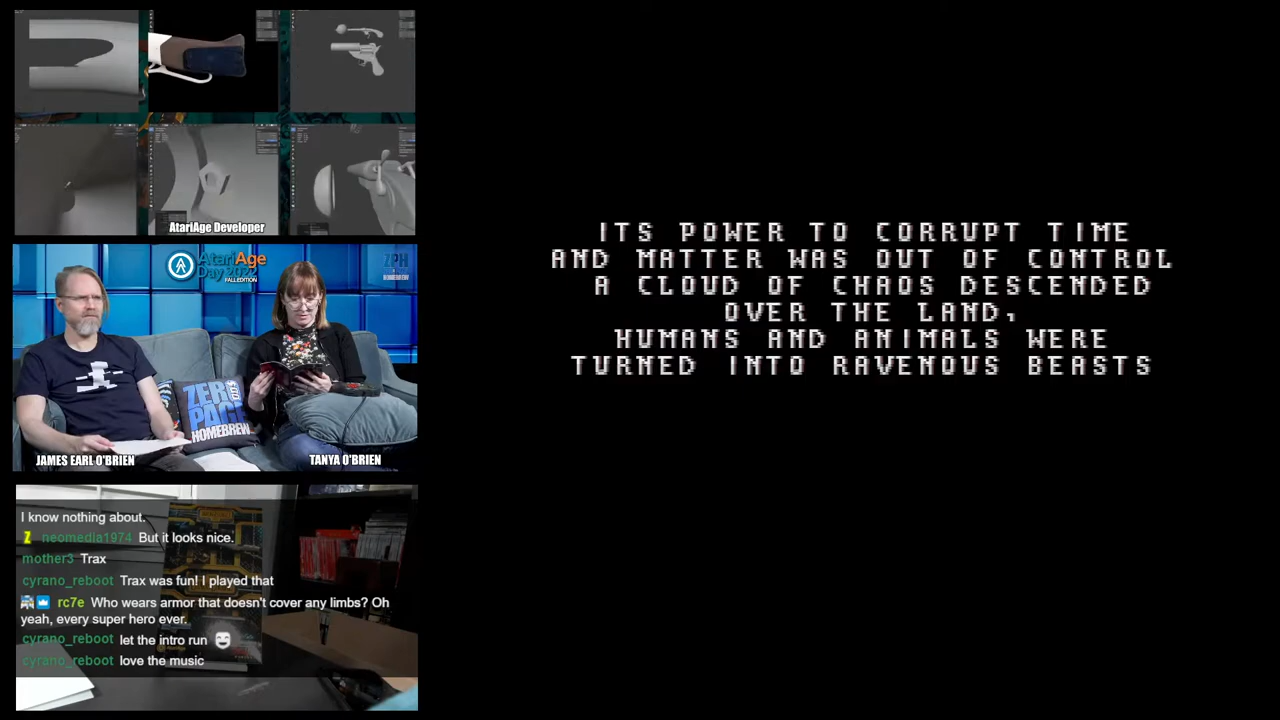 AtariAge Developer
AtariAge
Day 2022
FALL EDITION
ZPH
HOMEBREW
ZERO
PAGE
HOMEBREW
JAMES EARL O'BRIEN
TANYA O'BRIEN
I know nothing about.
Z neomedia1974 But it looks nice.
mother3 Trax
cyrano_reboot Trax was fun! I played that
rc7e Who wears armor that doesn't cover any limbs? Oh
yeah, every super hero ever.
cyrano_reboot let the intro run
cyrano_reboot love the music
ITS POWER TO CORRUPT TIME
AND MATTER WAS OUT OF CONTROL
A CLOUD OF CHAOS DESCENDED
OVER THE LAND,
HUMANS AND ANIMALS WERE
TURNED INTO RAVENOUS BEASTS